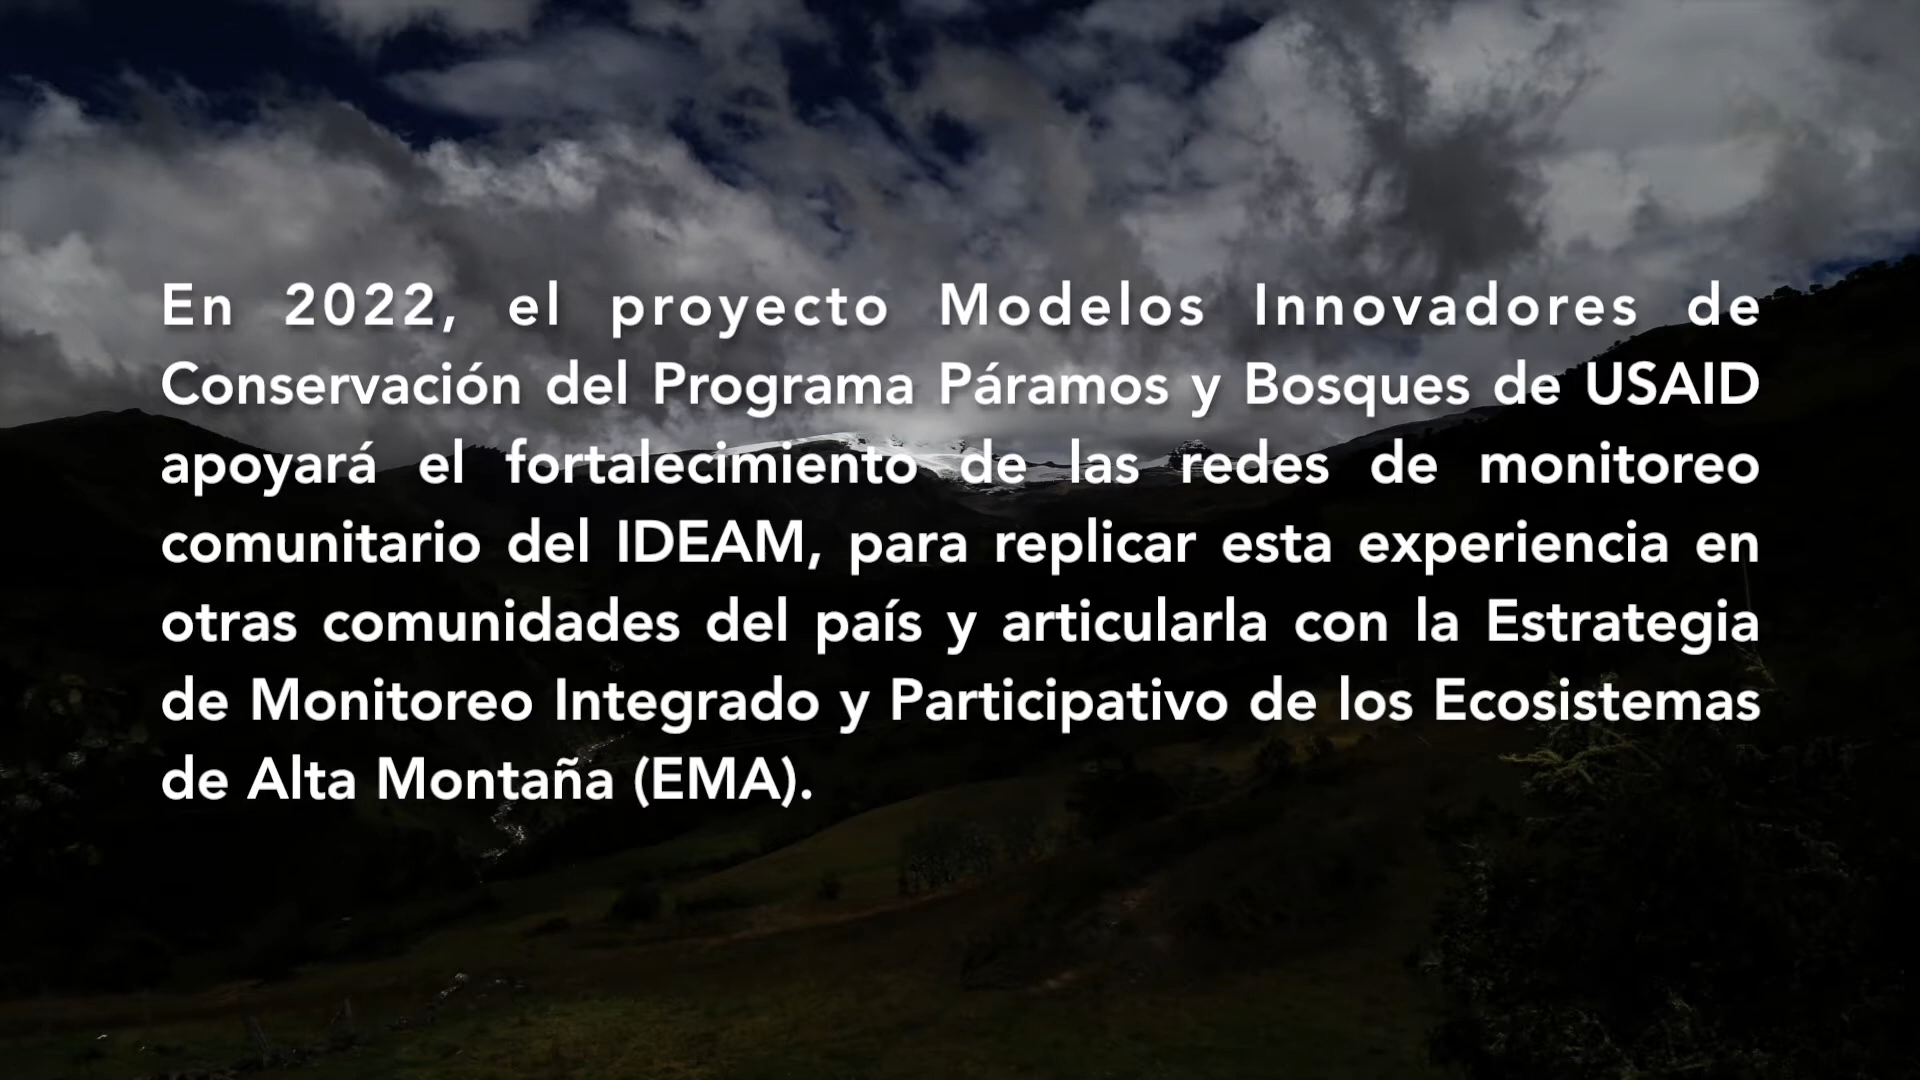 En 2022, el proyecto Modelos Innovadores de
Conservación del Programa Páramos y Bosques de USAID
apoyará el fortalecimiento de las redes de monitoreo
comunitario del IDEAM, para replicar esta experiencia en
otras comunidades del país y articularla con la Estrategia
de Monitoreo Integrado y Participativo de los Ecosistemas
de Alta Montaña (EMA).